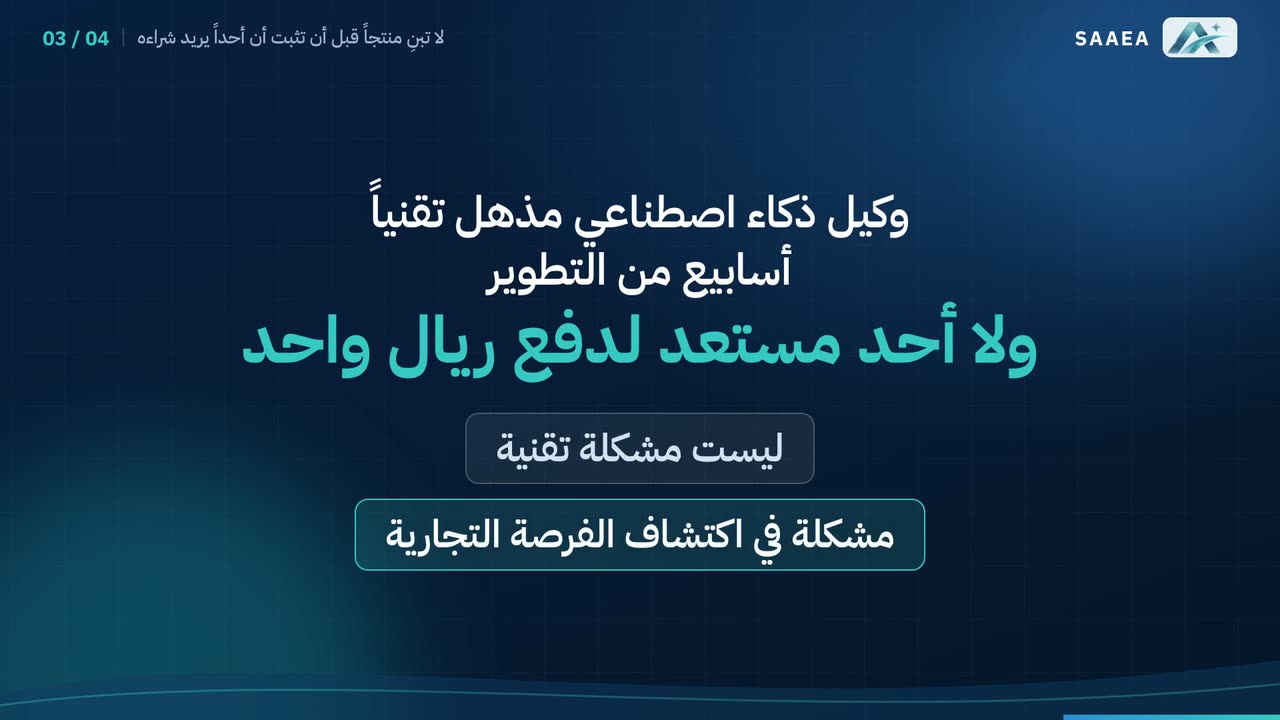 SAAEA
لا تبنِ منتجاً قبل أن تثبت أن أحداً يريد شراءه
03 / 04
وكيل ذكاء اصطناعي مذهل تقنياً
أسابيع من التطوير
ولا أحد مستعد لدفع ريال واحد
ليست مشكلة تقنية
مشكلة في اكتشاف الفرصة التجارية